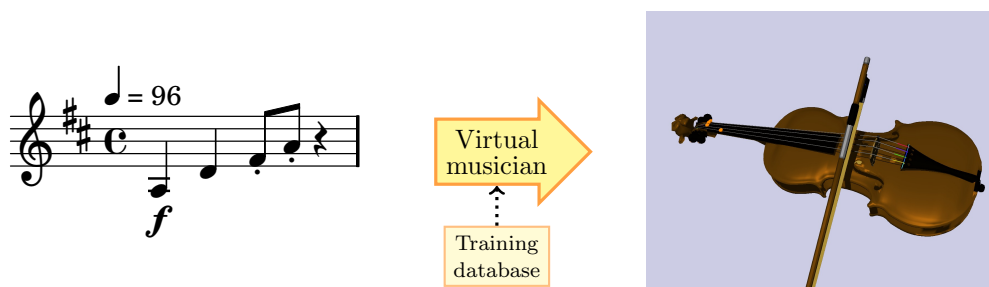 = 96
f
Virtual
musician
Training
database